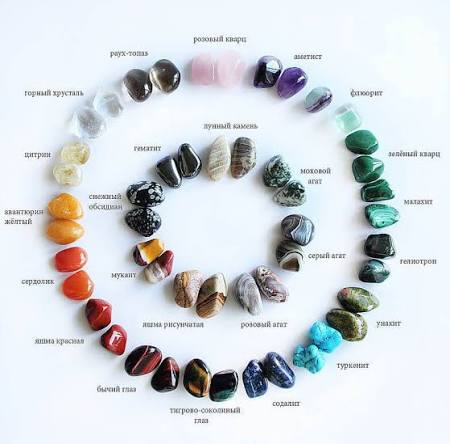 розовый кварц
раух-топаз
аметист
горный хрусталь
флюорит
лунный камень
гематит
зелёный кварц
цитрин
моховой
агат
снежный
обсидиан
малахит
авантюрин
жёлтый
серый агат
гелиотроп
мукаит
сердолик
яшма рисунчатая
розовый агат
унакит
яшма красная
туркенит
бычий глаз
содалит
тигрово-соколиный
глаз